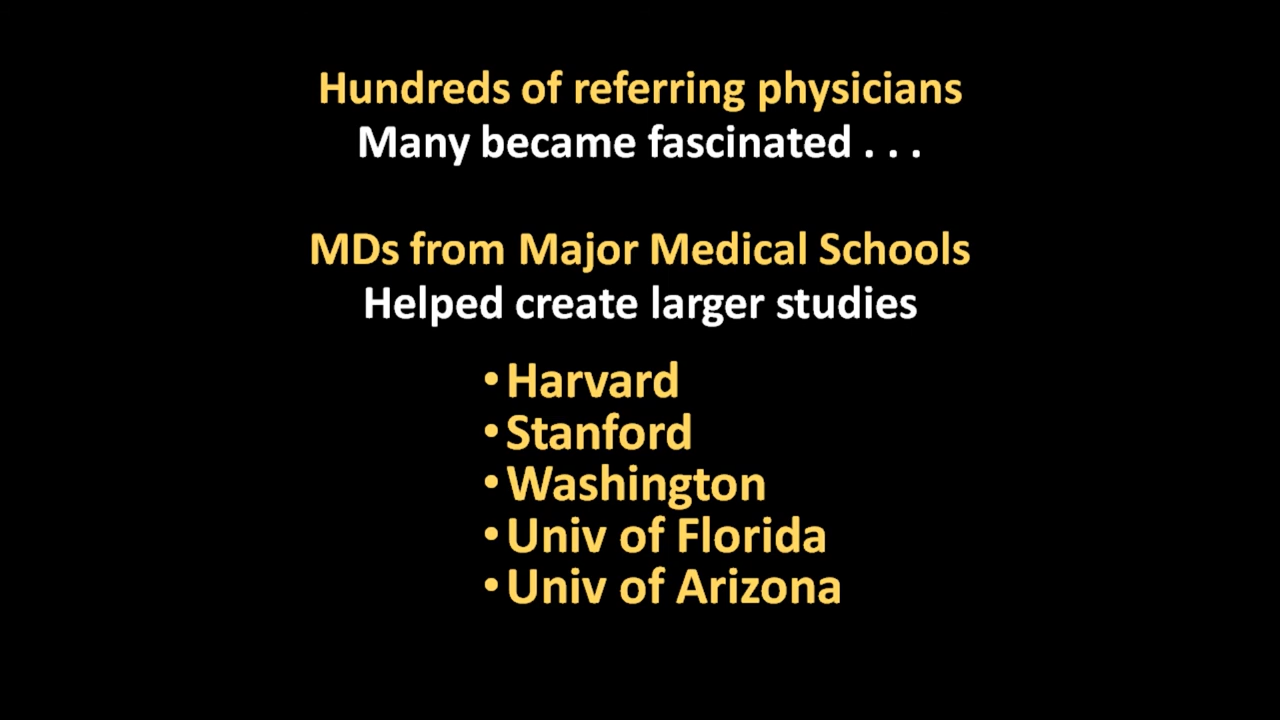 Hundreds of referring physicians
Many became fascinated . . .
MDs from Major Medical Schools
Helped create larger studies
• Harvard
• Stanford
• Washington
• Univ of Florida
• Univ of Arizona